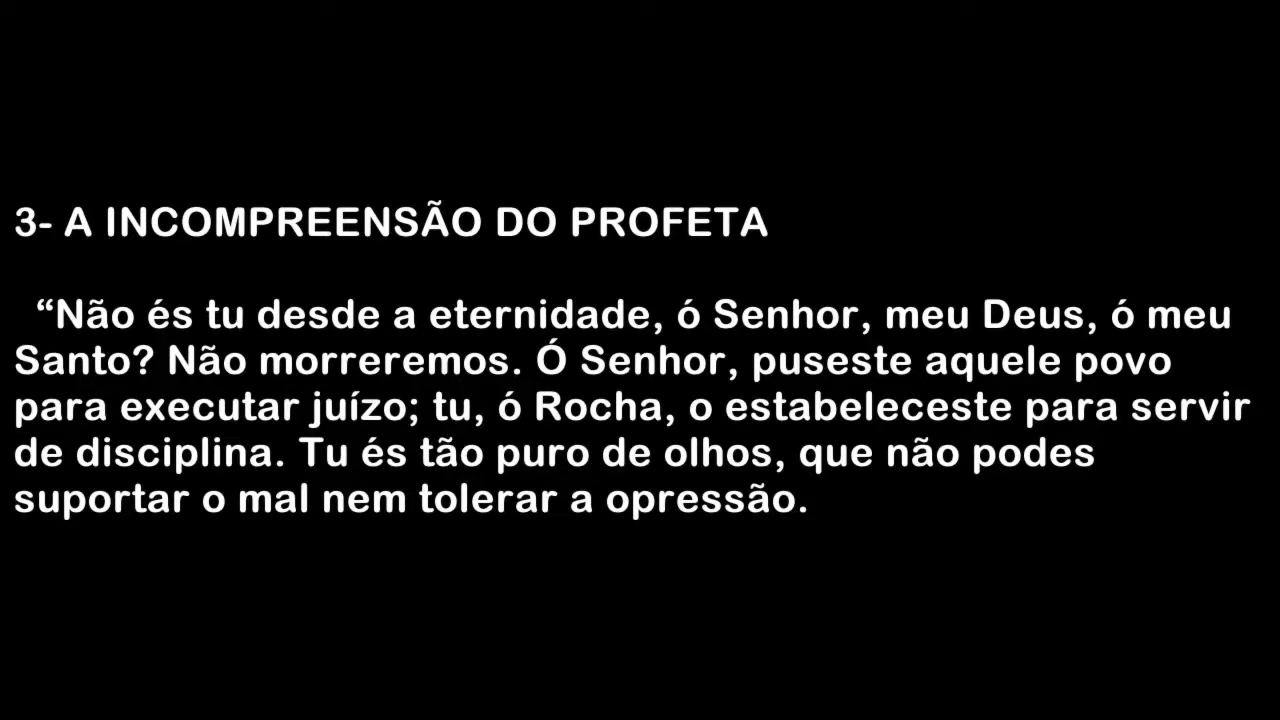 3- A INCOMPREENSÃO DO PROFETA
“Não és tu desde a eternidade, ó Senhor, meu Deus, ó meu
Santo? Não morreremos. Ó Senhor, puseste aquele povo
para executar juízo; tu, ó Rocha, o estabeleceste para servir
de disciplina. Tu és tão puro de olhos, que não podes
suportar o mal nem tolerar a opressão.